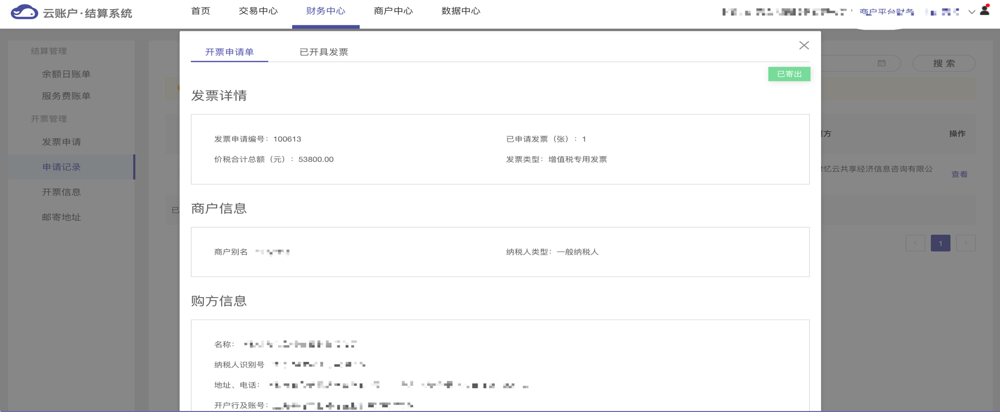 云账户·结算系统
首页
交易中心
财务中心
商户中心
数据中心
商户平台财务
结算管理
余额日账单
服务费账单
开票管理
发票申请
申请记录
开票信息
邮寄地址
开票申请单
已开具发票
已寄出
发票详情
发票申请编号：100613
已申请发票（张）：1
价税合计总额（元）：53800.00
发票类型：增值税专用发票
商户信息
商户别名
纳税人类型：一般纳税人
购方信息
名称：
纳税人识别号
地址、电话：
开户行及账号：
搜索
方
操作
忆云共享经济信息咨询有限公
查看
已
<
1
>